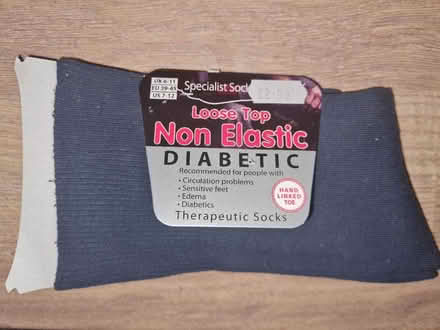 UK 6-11
EU 39-45
US 7-12
Specialist Sock
Loose Top
Non Elastic
DIABETIC
Recommended for people with
• Circulation problems
• Sensitive feet
• Edema
• Diabetics
HAND
LINKED
TOE
Therapeutic Socks